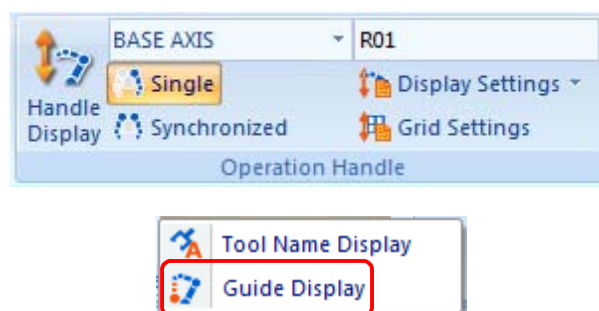 BASE AXIS
R01
Single
Display Settings
Handle Display
Synchronized
Grid Settings
Operation Handle
Tool Name Display
Guide Display